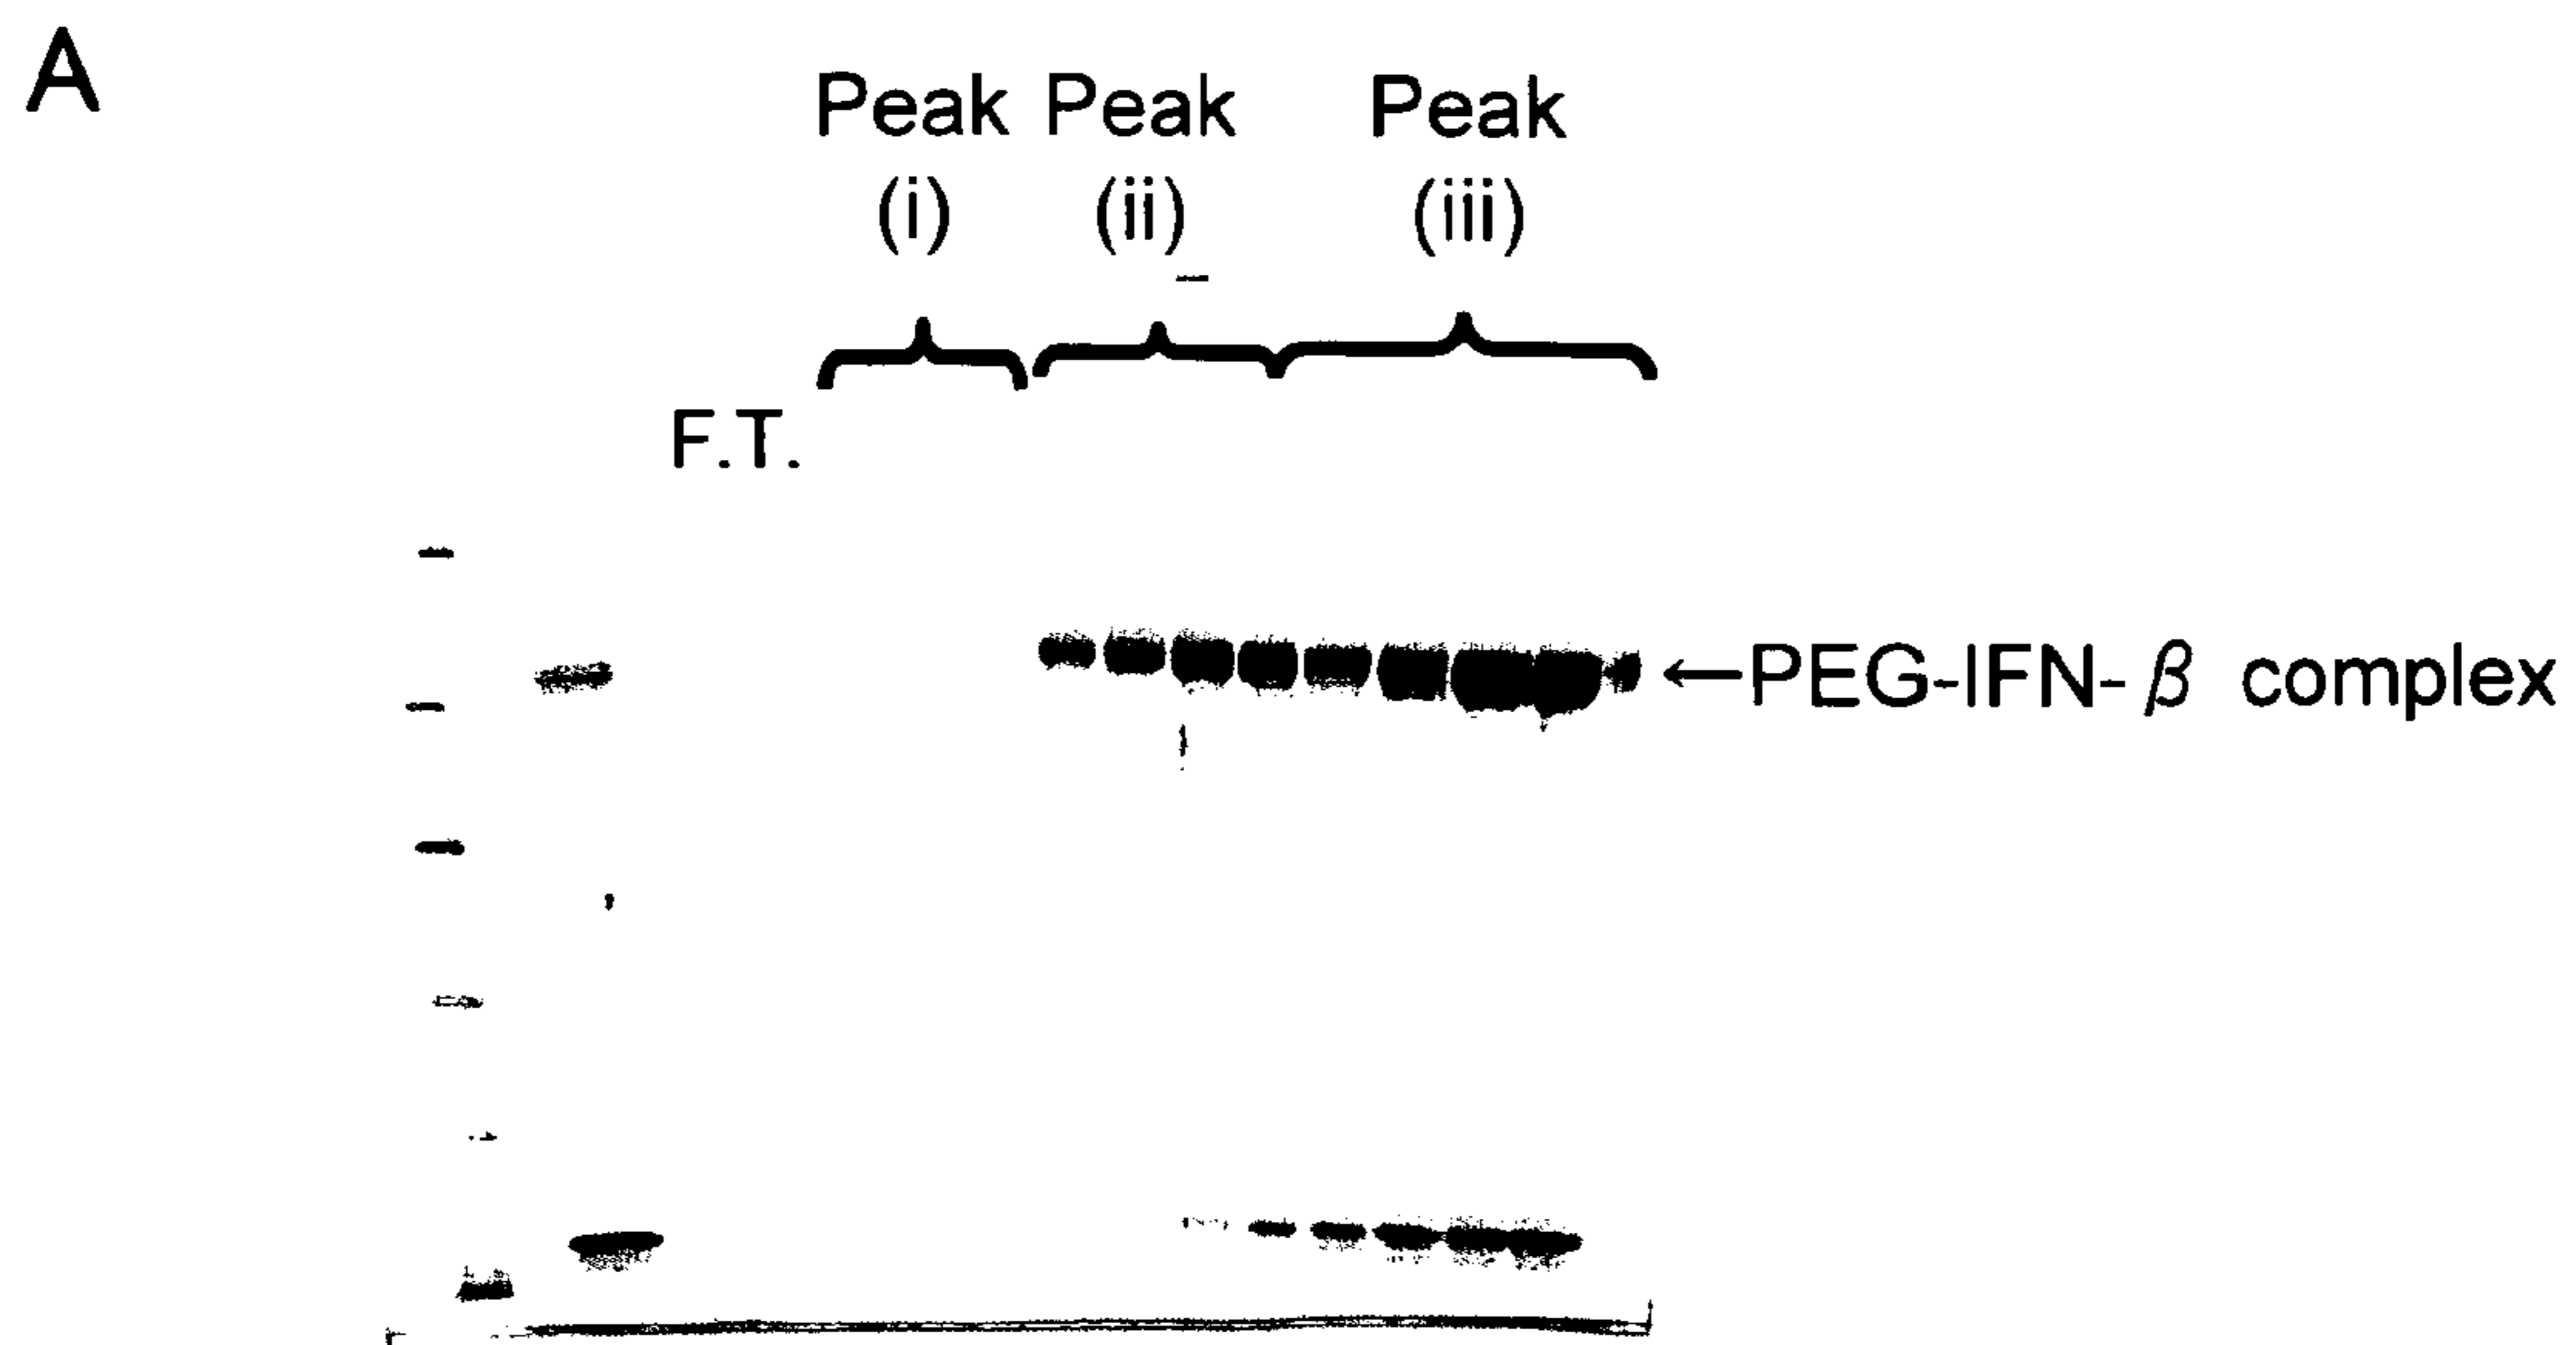 A
Peak Peak Peak
(i) (ii) (iii)
F.T.
←PEG-IFN-β complex